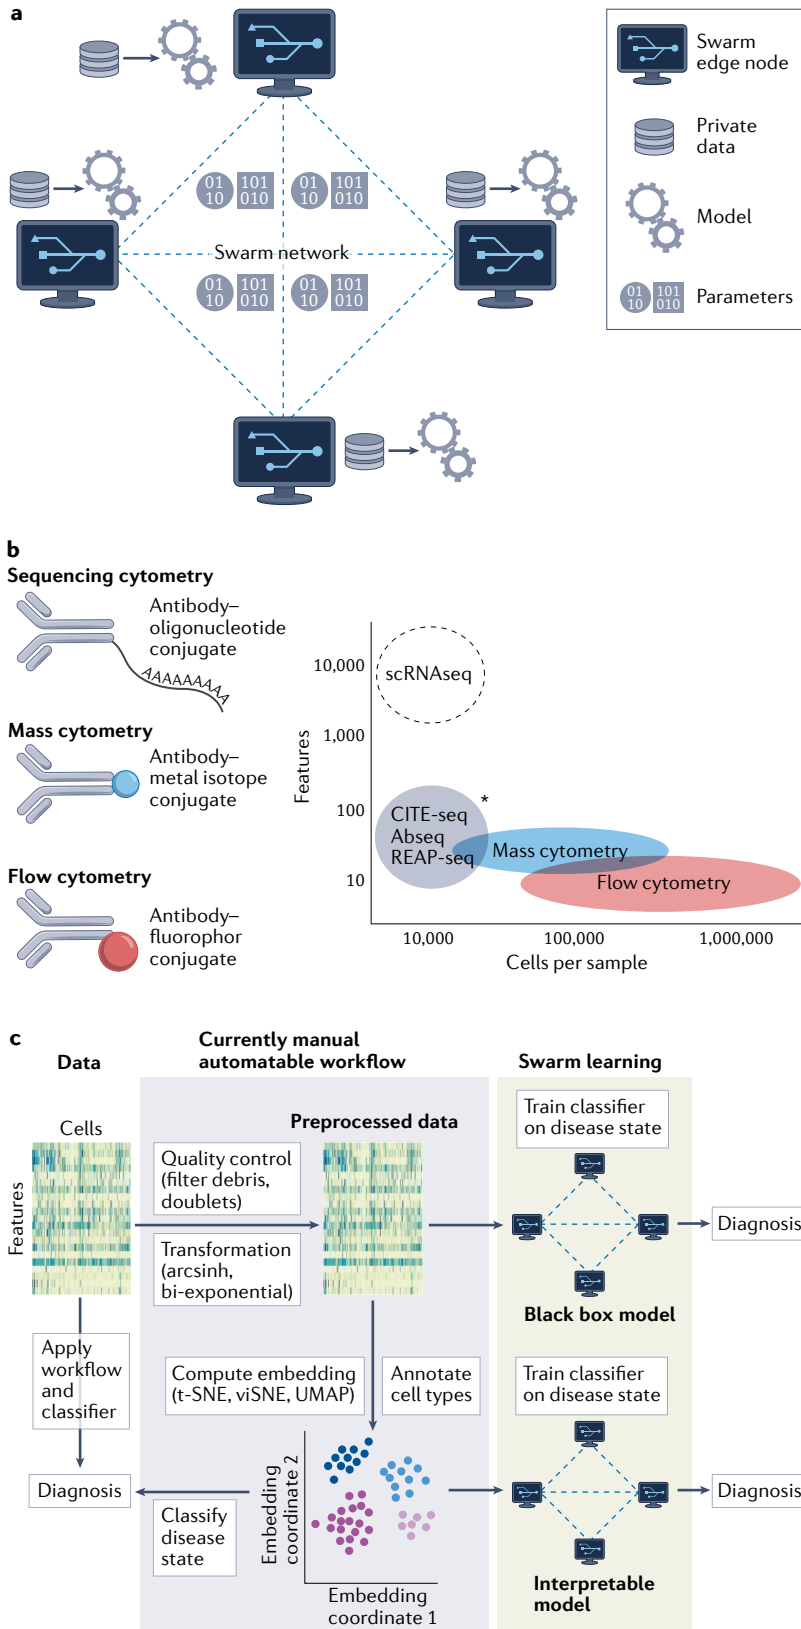 a
Swarm
edge node
Private
data
Model
Parameters
01
10
101
010
01
10
101
010
01
10
101
010
Swarm network
01
10
101
010
01
10
101
010
b
Sequencing cytometry
Antibody–
oligonucleotide
conjugate
AAAAAAAAA
Mass cytometry
Antibody–
metal isotope
conjugate
Flow cytometry
Antibody–
fluorophor
conjugate
Features
10,000
1,000
100
10
scRNAseq
*
CITE-seq
Abseq
REAP-seq
Mass cytometry
Flow cytometry
10,000
100,000
1,000,000
Cells per sample
c
Data
Currently manual
automatable workflow
Swarm learning
Cells
Features
Quality control
(filter debris,
doublets)
Transformation
(arcsinh,
bi-exponential)
Preprocessed data
Train classifier
on disease state
Black box model
Diagnosis
Apply
workflow
and
classifier
Compute embedding
(t-SNE, viSNE, UMAP)
Annotate
cell types
Train classifier
on disease state
Diagnosis
Classify
disease
state
Embedding
coordinate 2
Embedding
coordinate 1
Interpretable
model
Diagnosis